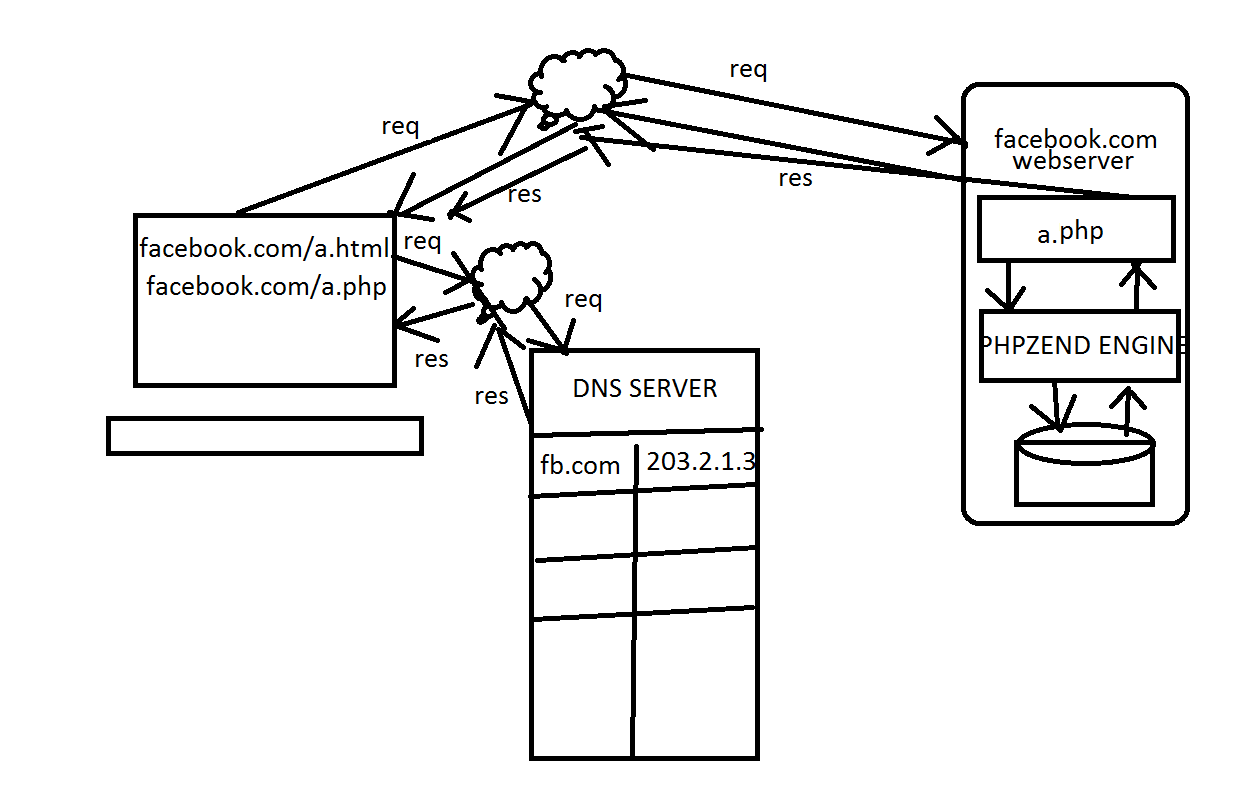 req
req
facebook.com
webserver
res
res
a.php
facebook.com/a.html
req
facebook.com/a.php
req
PHPZEND ENGINE
res
res
DNS SERVER
fb.com
203.2.1.3